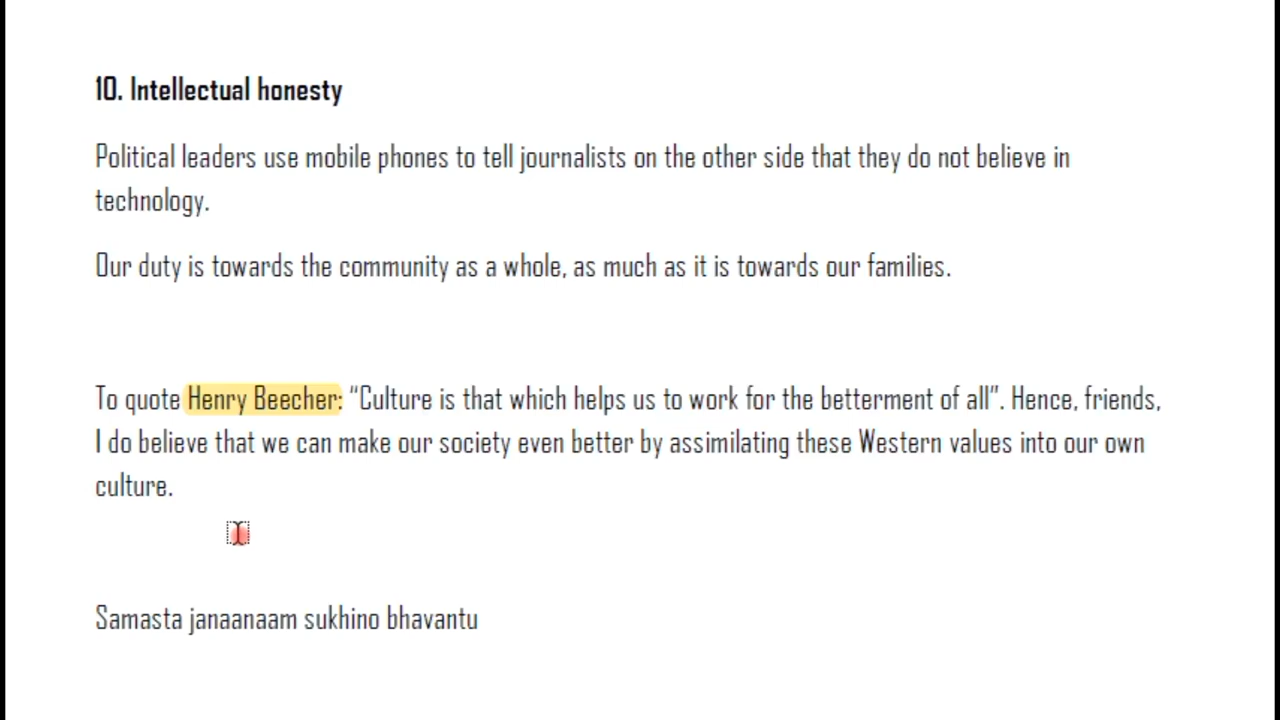 10. Intellectual honesty
Political leaders use mobile phones to tell journalists on the other side that they do not believe in
technology.
Our duty is towards the community as a whole, as much as it is towards our families.
To quote Henry Beecher: “Culture is that which helps us to work for the betterment of all”. Hence, friends,
I do believe that we can make our society even better by assimilating these Western values into our own
culture.
Samasta janaanaam sukhino bhavantu